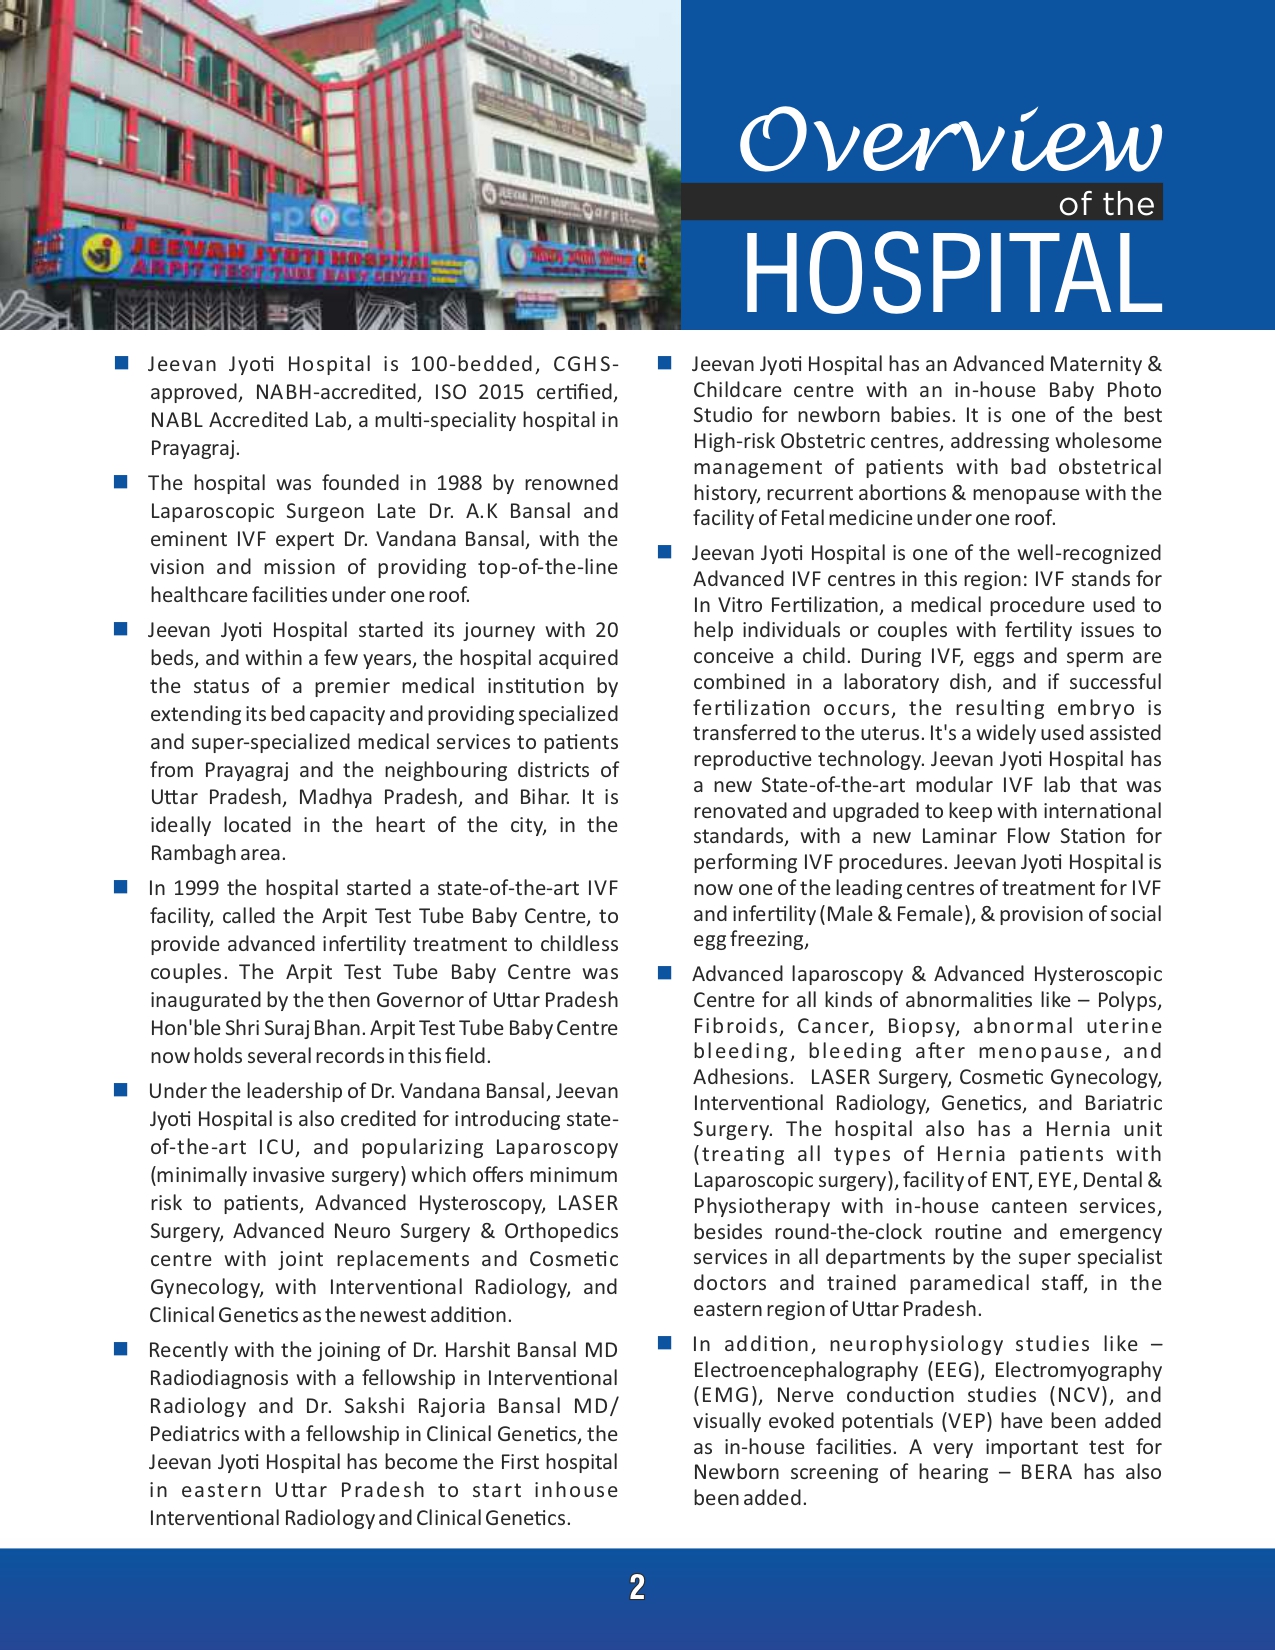 practo
JEEVAN JYOTI HOSPITAL
ARPIT TEST TUBE BABY CENTER
JEEVAN JYOTI HOSPITAL
arpit
Overview
of the
HOSPITAL
Jeevan Jyoti Hospital is 100-bedded, CGHS-
approved, NABH-accredited, ISO 2015 certified,
NABL Accredited Lab, a multi-speciality hospital in
Prayagraj.
The hospital was founded in 1988 by renowned
Laparoscopic Surgeon Late Dr. A.K Bansal and
eminent IVF expert Dr. Vandana Bansal, with the
vision and mission of providing top-of-the-line
healthcare facilities under one roof.
Jeevan Jyoti Hospital started its journey with 20
beds, and within a few years, the hospital acquired
the status of a premier medical institution by
extending its bed capacity and providing specialized
and super-specialized medical services to patients
from Prayagraj and the neighbouring districts of
Uttar Pradesh, Madhya Pradesh, and Bihar. It is
ideally located in the heart of the city, in the
Rambagh area.
In 1999 the hospital started a state-of-the-art IVF
facility, called the Arpit Test Tube Baby Centre, to
provide advanced infertility treatment to childless
couples. The Arpit Test Tube Baby Centre was
inaugurated by the then Governor of Uttar Pradesh
Hon'ble Shri Suraj Bhan. Arpit Test Tube Baby Centre
now holds several records in this field.
Under the leadership of Dr. Vandana Bansal, Jeevan
Jyoti Hospital is also credited for introducing state-
of-the-art ICU, and popularizing Laparoscopy
(minimally invasive surgery) which offers minimum
risk to patients, Advanced Hysteroscopy, LASER
Surgery, Advanced Neuro Surgery & Orthopedics
centre with joint replacements and Cosmetic
Gynecology, with Interventional Radiology, and
Clinical Genetics as the newest addition.
Recently with the joining of Dr. Harshit Bansal MD
Radiodiagnosis with a fellowship in Interventional
Radiology and Dr. Sakshi Rajoria Bansal MD/
Pediatrics with a fellowship in Clinical Genetics, the
Jeevan Jyoti Hospital has become the First hospital
in eastern Uttar Pradesh to start inhouse
Interventional Radiology and Clinical Genetics.
Jeevan Jyoti Hospital has an Advanced Maternity &
Childcare centre with an in-house Baby Photo
Studio for newborn babies. It is one of the best
High-risk Obstetric centres, addressing wholesome
management of patients with bad obstetrical
history, recurrent abortions & menopause with the
facility of Fetal medicine under one roof.
Jeevan Jyoti Hospital is one of the well-recognized
Advanced IVF centres in this region: IVF stands for
In Vitro Fertilization, a medical procedure used to
help individuals or couples with fertility issues to
conceive a child. During IVF, eggs and sperm are
combined in a laboratory dish, and if successful
fertilization occurs, the resulting embryo is
transferred to the uterus. It's a widely used assisted
reproductive technology. Jeevan Jyoti Hospital has
a new State-of-the-art modular IVF lab that was
renovated and upgraded to keep with international
standards, with a new Laminar Flow Station for
performing IVF procedures. Jeevan Jyoti Hospital is
now one of the leading centres of treatment for IVF
and infertility (Male & Female), & provision of social
egg freezing,
Advanced laparoscopy & Advanced Hysteroscopic
Centre for all kinds of abnormalities like – Polyps,
Fibroids, Cancer, Biopsy, abnormal uterine
bleeding, bleeding after menopause, and
Adhesions. LASER Surgery, Cosmetic Gynecology,
Interventional Radiology, Genetics, and Bariatric
Surgery. The hospital also has a Hernia unit
(treating all types of Hernia patients with
Laparoscopic surgery), facility of ENT, EYE, Dental &
Physiotherapy with in-house canteen services,
besides round-the-clock routine and emergency
services in all departments by the super specialist
doctors and trained paramedical staff, in the
eastern region of Uttar Pradesh.
In addition, neurophysiology studies like –
Electroencephalography (EEG), Electromyography
(EMG), Nerve conduction studies (NCV), and
visually evoked potentials (VEP) have been added
as in-house facilities. A very important test for
Newborn screening of hearing – BERA has also
been added.
2